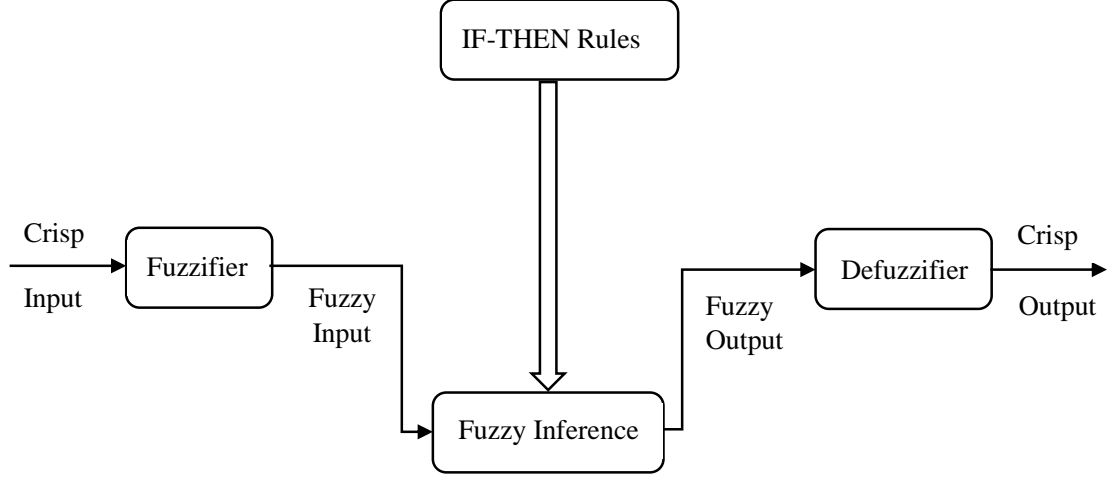 IF-THEN Rules
Crisp
Input
Fuzzifier
Fuzzy
Input
Fuzzy Inference
Fuzzy
Output
Defuzzifier
Crisp
Output